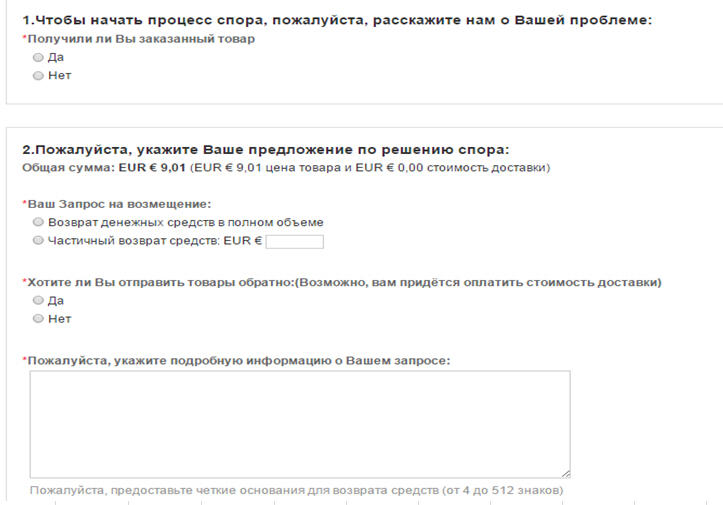 1.Чтобы начать процесс спора, пожалуйста, расскажите нам о Вашей проблеме:
*Получили ли Вы заказанный товар
Да
Нет
2.Пожалуйста, укажите Ваше предложение по решению спора:
Общая сумма: EUR € 9,01 (EUR € 9,01 цена товара и EUR € 0,00 стоимость доставки)
*Ваш Запрос на возмещение:
Возврат денежных средств в полном объеме
Частичный возврат средств: EUR €
*Хотите ли Вы отправить товары обратно:(Возможно, вам придётся оплатить стоимость доставки)
Да
Нет
*Пожалуйста, укажите подробную информацию о Вашем запросе:
Пожалуйста, предоставьте четкие основания для возврата средств (от 4 до 512 знаков)